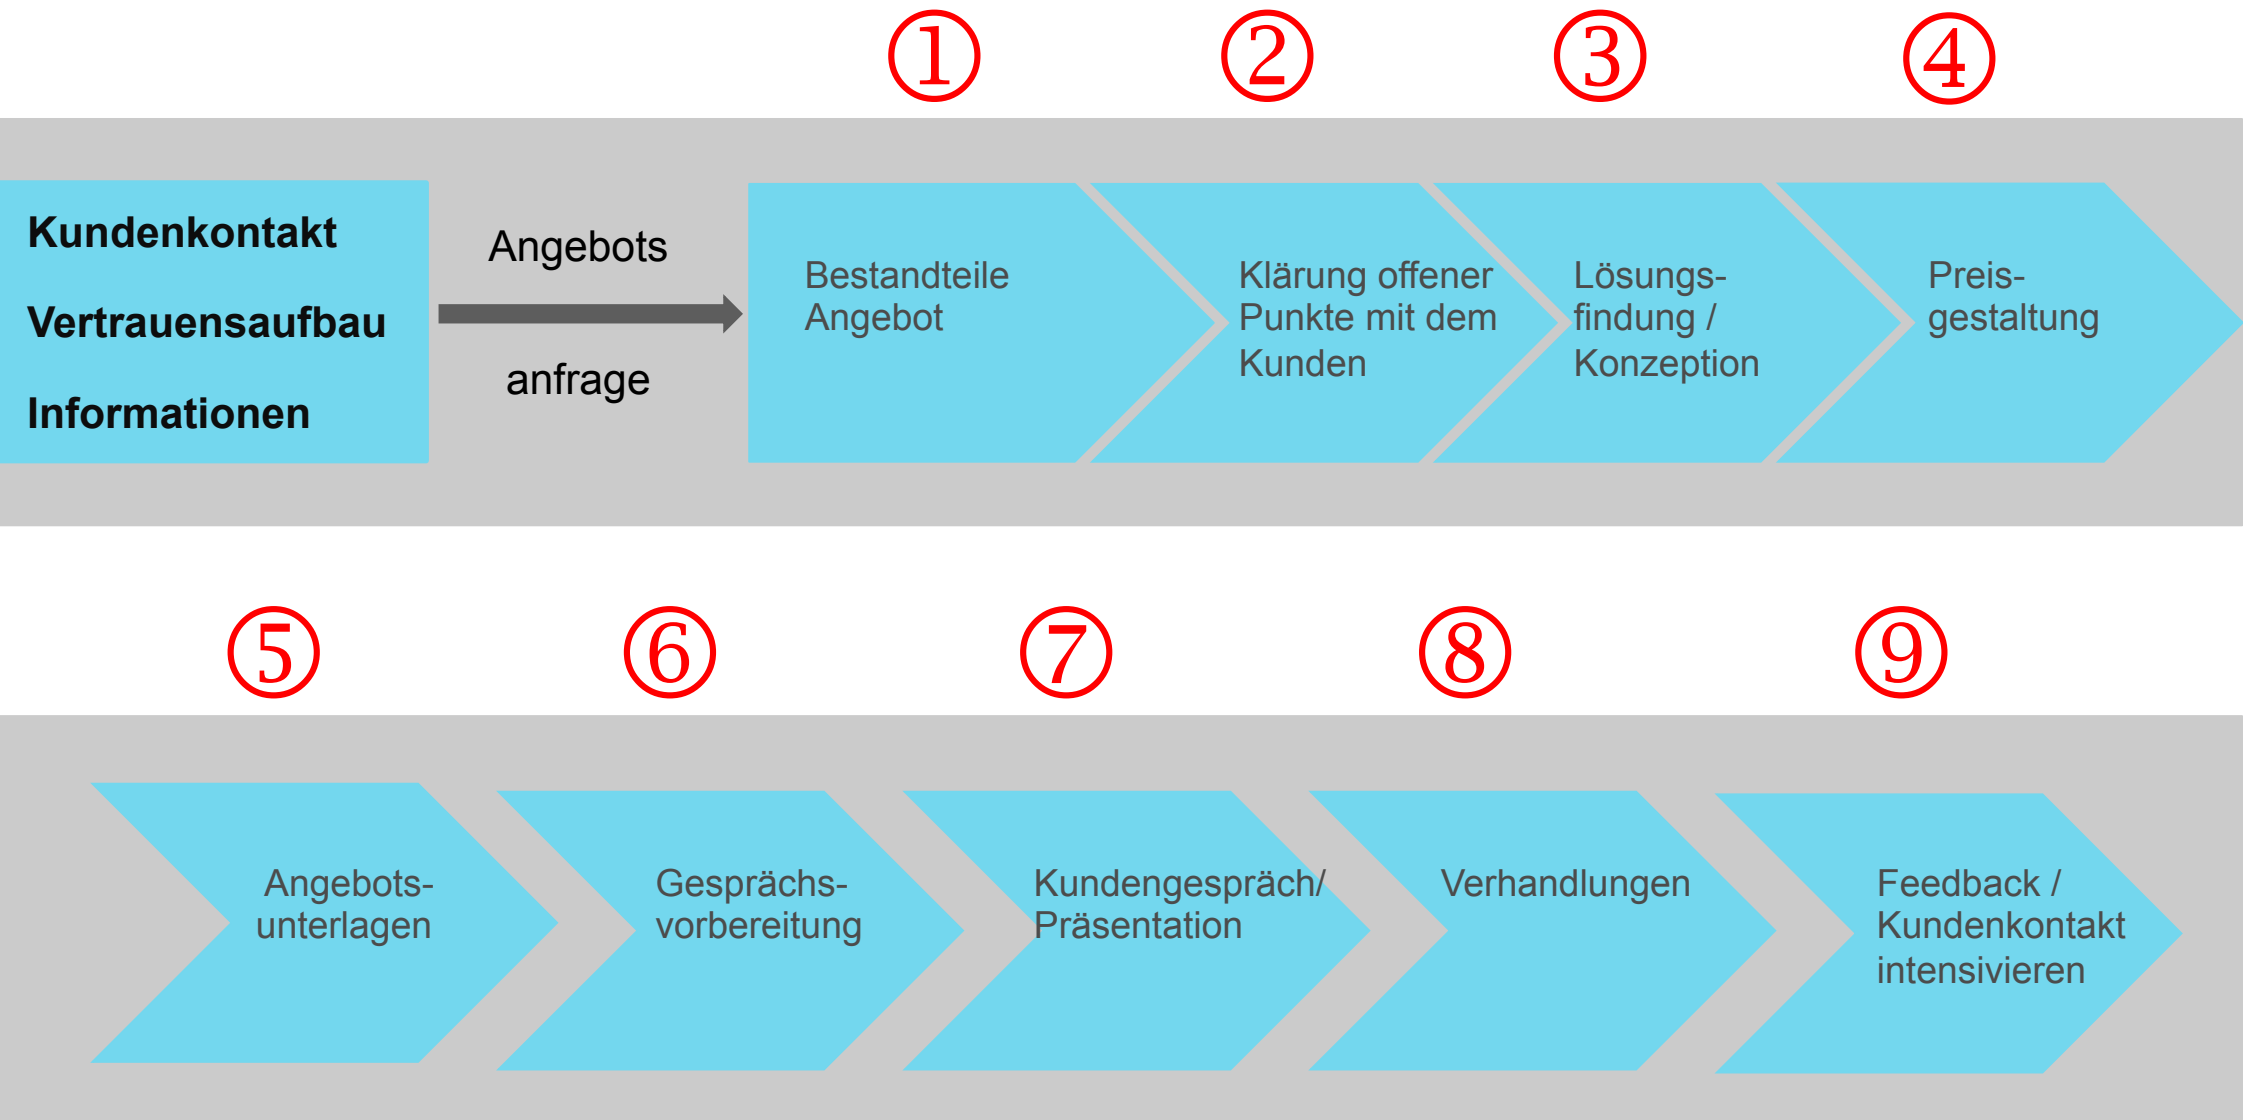 ①
②
③
④
Kundenkontakt
Vertrauensaufbau
Informationen
Angebots
anfrage
Bestandteile
Angebot
Klärung offener
Punkte mit dem
Kunden
Lösungs-
findung /
Konzeption
Preis-
gestaltung
⑤
⑥
⑦
⑧
⑨
Angebots-
unterlagen
Gesprächs-
vorbereitung
Kundengespräch/
Präsentation
Verhandlungen
Feedback /
Kundenkontakt
intensivieren